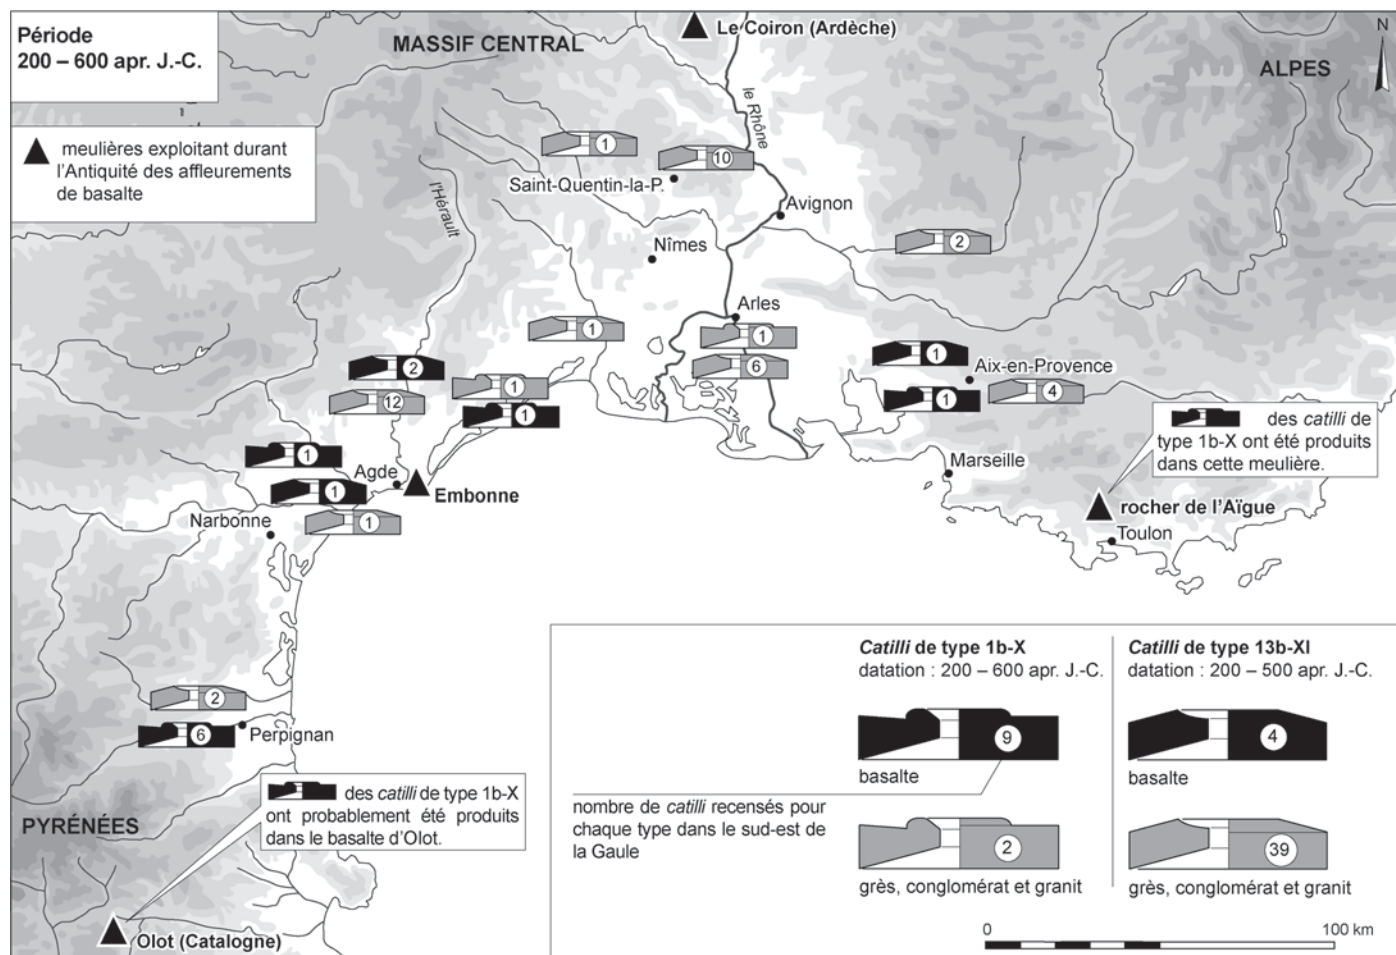 Période
200 – 600 apr. J.-C.
meulières exploitant durant
l'Antiquité des affleurements
de basalte
MASSIF CENTRAL
Le Coiron (Ardèche)
ALPES
N
le Rhône
l'Hérault
1
10
Saint-Quentin-la-P.
Avignon
2
Nîmes
Arles
1
1
6
2
12
1
1
1
Aix-en-Provence
1
4
des catilli de
type 1b-X ont été produits
dans cette meulière.
1
Agde
1
Embonne
Marseille
rocher de l'Aïgue
Toulon
Narbonne
1
2
6
Perpignan
des catilli de type 1b-X
ont probablement été produits
dans le basalte d'Olot.
PYRÉNÉES
Olot (Catalogne)
Catilli de type 1b-X
datation : 200 – 600 apr. J.-C.
9
basalte
nombre de catilli recensés pour
chaque type dans le sud-est de
la Gaule
2
grès, conglomérat et granit
Catilli de type 13b-XI
datation : 200 – 500 apr. J.-C.
4
basalte
39
grès, conglomérat et granit
0
100 km